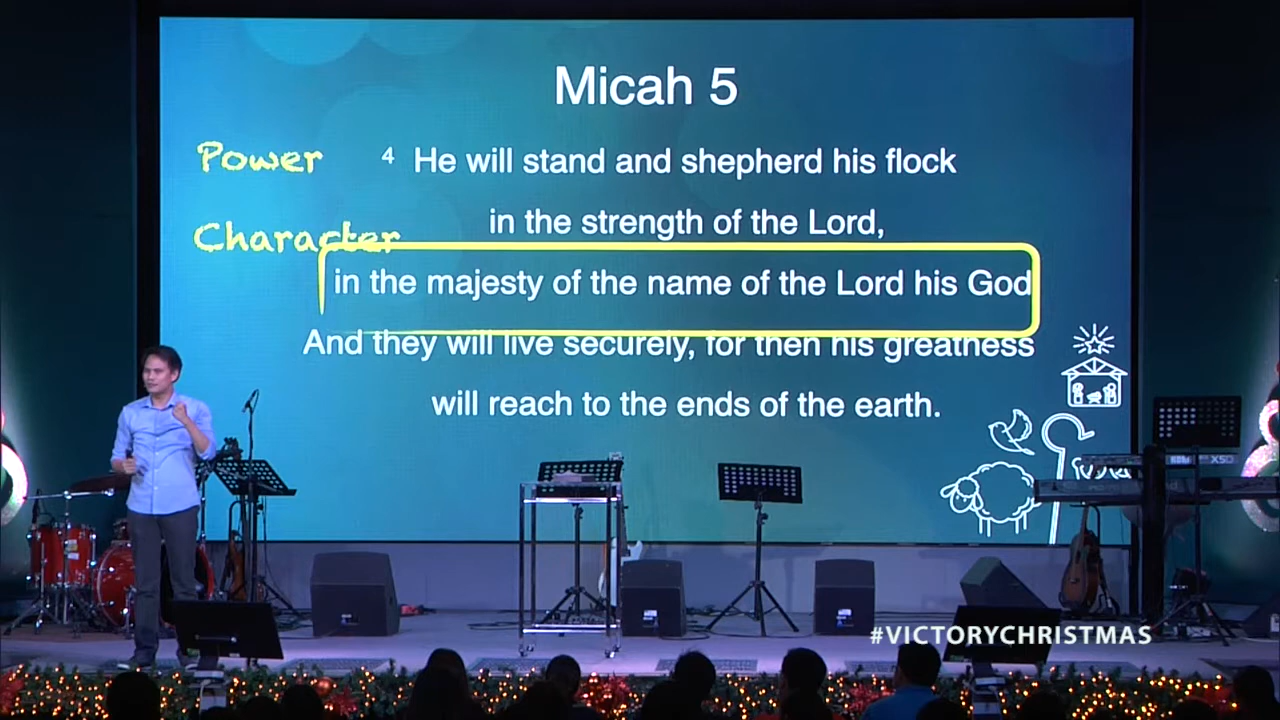 Micah 5
Power
4 He will stand and shepherd his flock
in the strength of the Lord,
Character
in the majesty of the name of the Lord his God
And they will live securely, for then his greatness
will reach to the ends of the earth.
#VICTORYCHRISTMAS